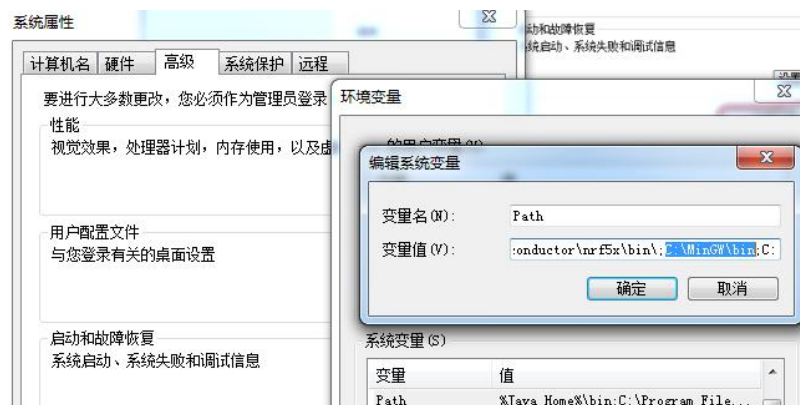 系统属性
动和故障恢复
统启动、系统失败和调试信息
计算机名 硬件 高级 系统保护 远程
要进行大多数更改，您必须作为管理员登录
性能
视觉效果，处理器计划，内存使用，以及虚
用户配置文件
与您登录有关的桌面设置
启动和故障恢复
系统启动、系统失败和调试信息
环境变量
的用户变量(U)
编辑系统变量
变量名(N): Path
变量值(V): onductor\nrf5x\bin\;C:\MinGW\bin;C:
确定 取消
系统变量(S)
变量 值
Path %Java_Home%\bin;C:\Program File...